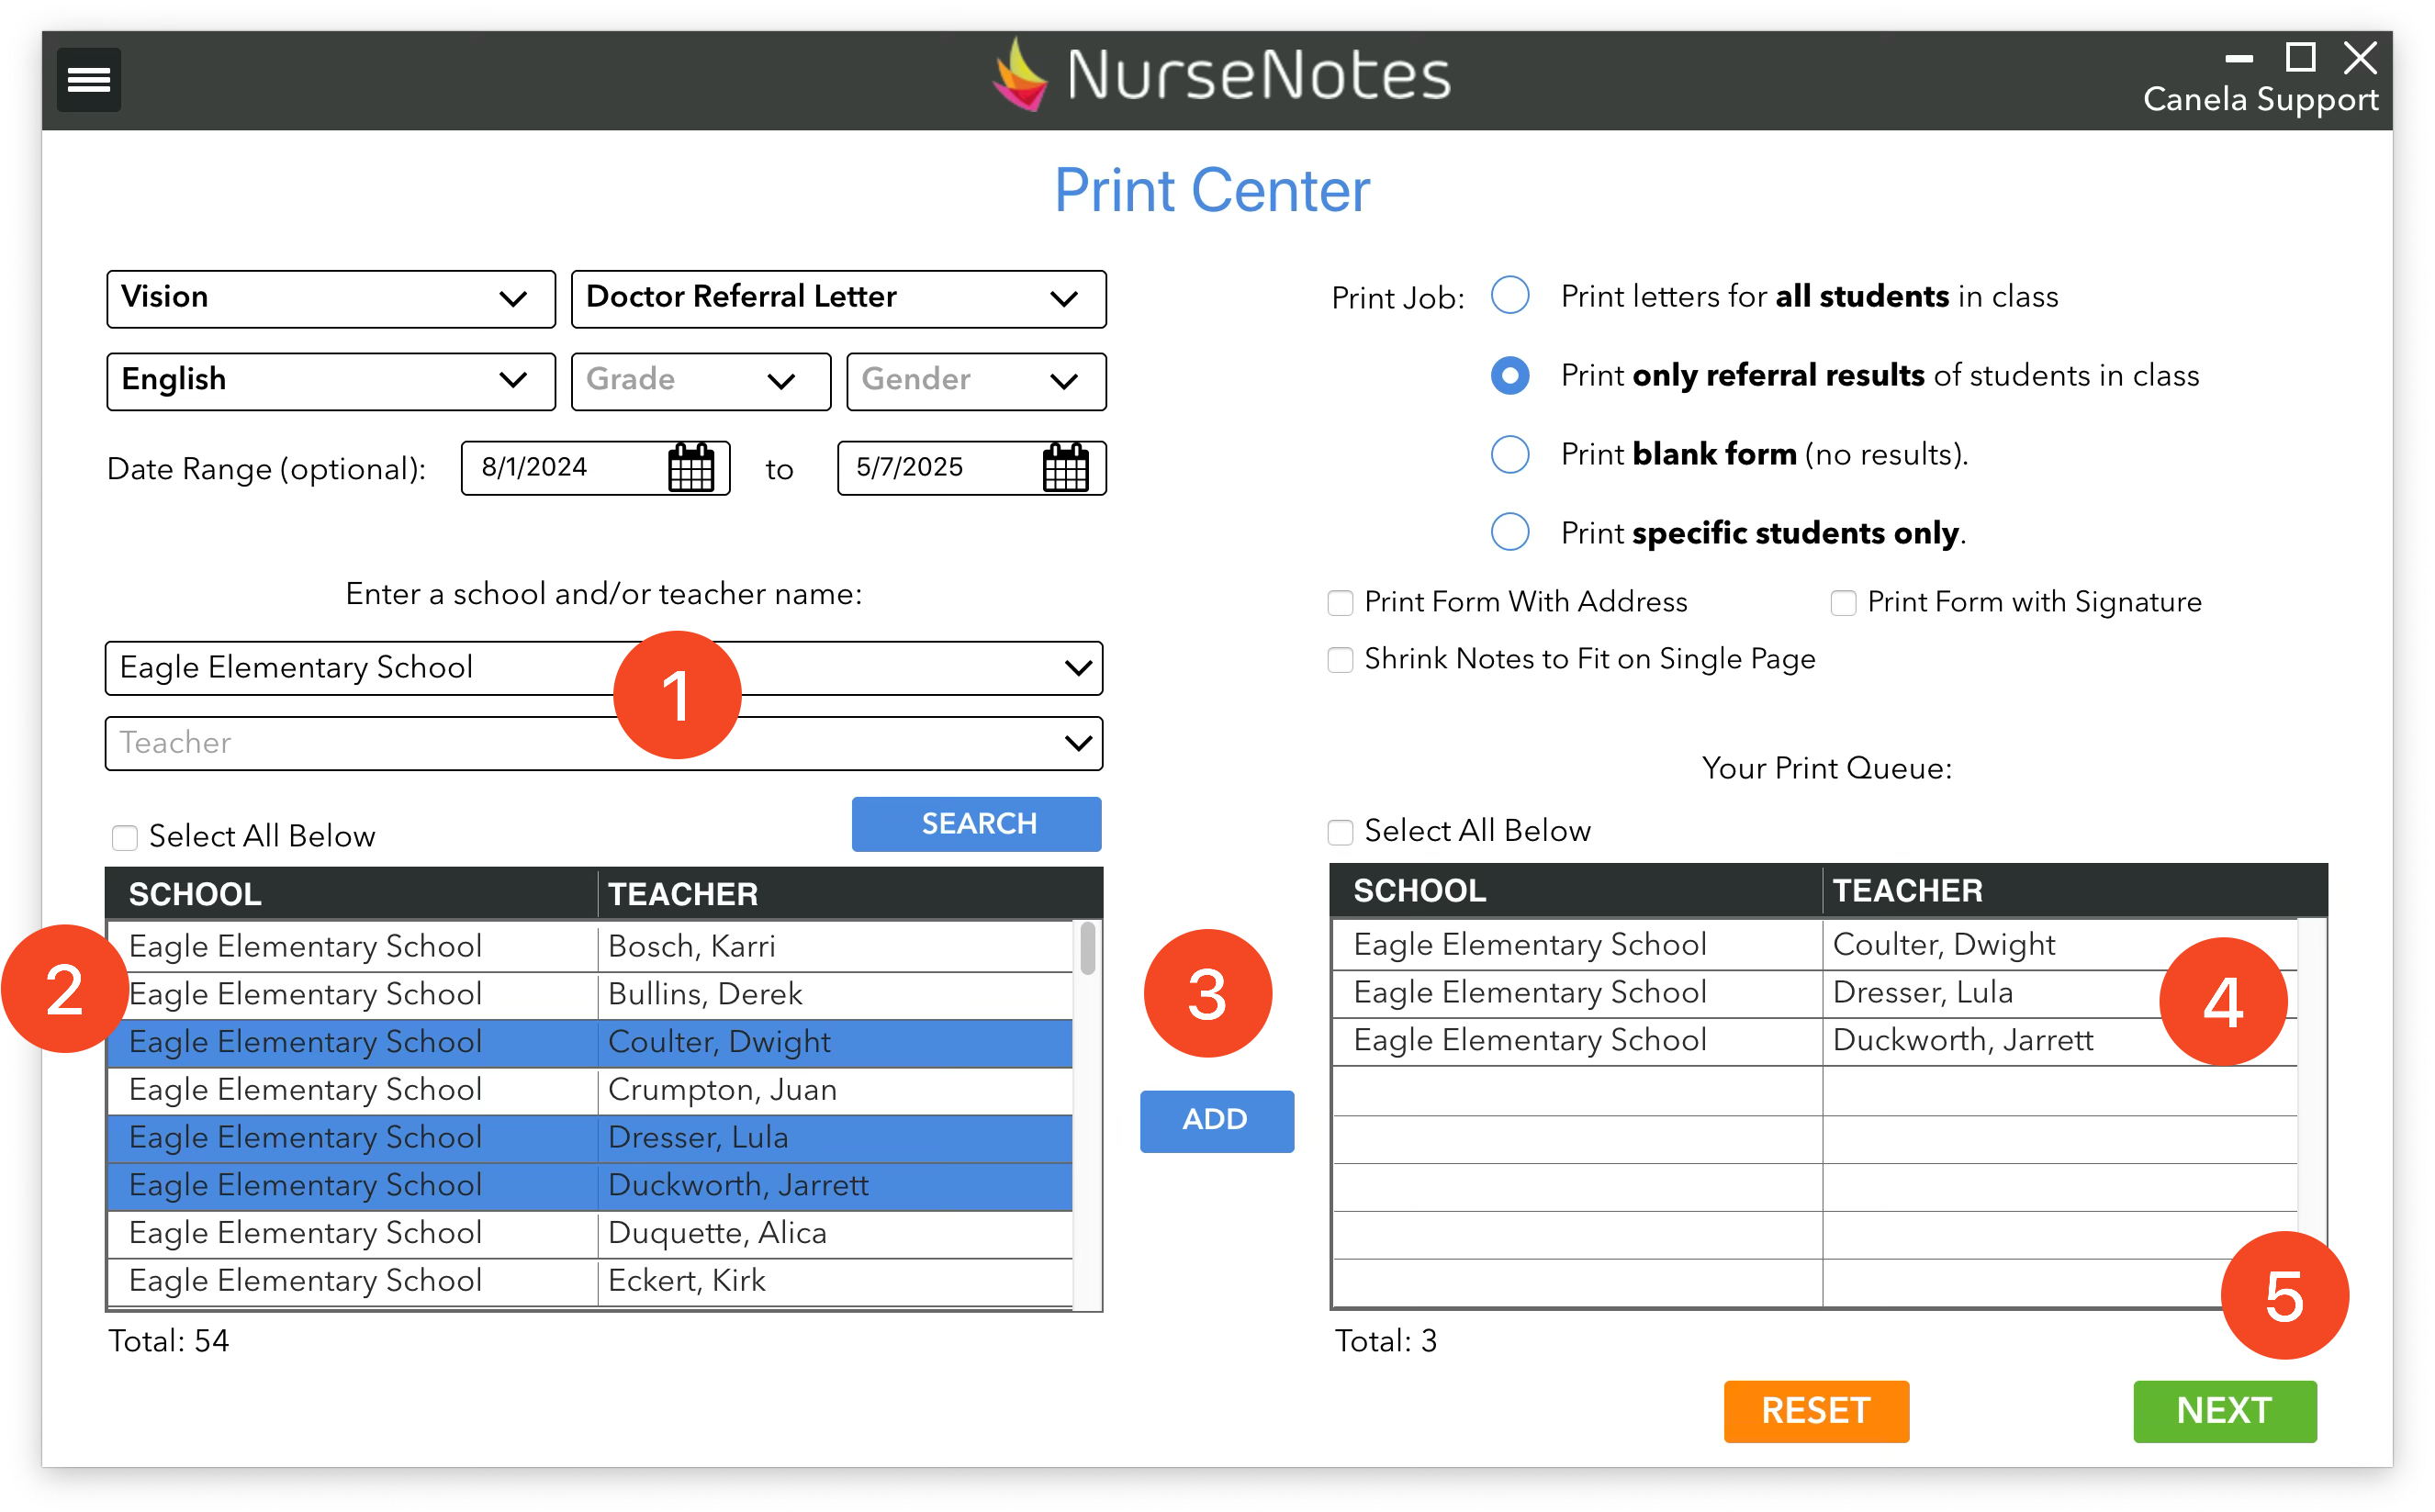 NurseNotes
Canela Support
Print Center
Vision
Doctor Referral Letter
English
Grade
Gender
Date Range (optional):
8/1/2024
to
5/7/2025
Print Job:
Print letters for all students in class
Print only referral results of students in class
Print blank form (no results).
Print specific students only.
Print Form With Address
Print Form with Signature
Shrink Notes to Fit on Single Page
Enter a school and/or teacher name:
Eagle Elementary School
1
Teacher
SEARCH
Select All Below
SCHOOL TEACHER
Eagle Elementary School Bosch, Karri
2
Eagle Elementary School Bullins, Derek
Eagle Elementary School Coulter, Dwight
Eagle Elementary School Crumpton, Juan
Eagle Elementary School Dresser, Lula
Eagle Elementary School Duckworth, Jarrett
Eagle Elementary School Duquette, Alica
Eagle Elementary School Eckert, Kirk
Total: 54
3
ADD
Your Print Queue:
Select All Below
SCHOOL TEACHER
Eagle Elementary School Coulter, Dwight
Eagle Elementary School Dresser, Lula
4
Eagle Elementary School Duckworth, Jarrett
5
Total: 3
RESET
NEXT